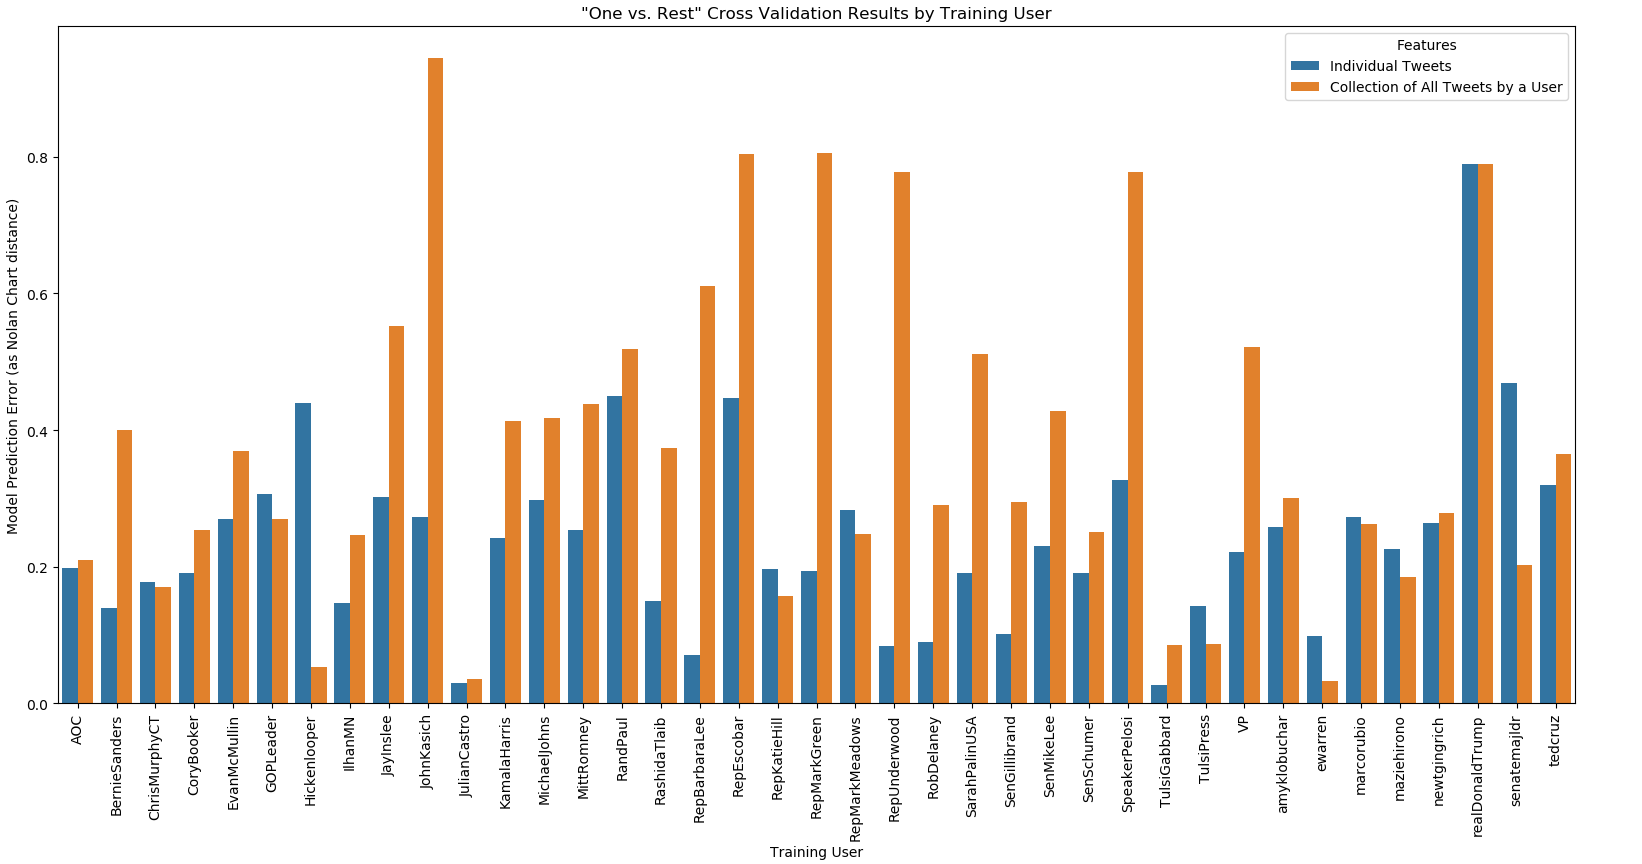 "One vs. Rest" Cross Validation Results by Training User
Features
Individual Tweets
Collection of All Tweets by a User
Model Prediction Error (as Nolan Chart distance)
0.8
0.6
0.4
0.2
0.0
AOC
BernieSanders
ChrisMurphyCT
CoryBooker
EvanMcMullin
GOPLeader
Hickenlooper
IlhanMN
JayInslee
JohnKasich
JulianCastro
KamalaHarris
MichaelJohns
MittRomney
RandPaul
RashidaTlaib
RepBarbaraLee
RepEscobar
RepKatieHill
RepMarkGreen
RepMarkMeadows
RepUnderwood
RobDelaney
SarahPalinUSA
SenGillibrand
SenMikeLee
SenSchumer
SpeakerPelosi
TulsiGabbard
TulsiPress
VP
amyklobuchar
ewarren
marcorubio
maziehirono
newtgingrich
realDonaldTrump
senatemajldr
tedcruz
Training User